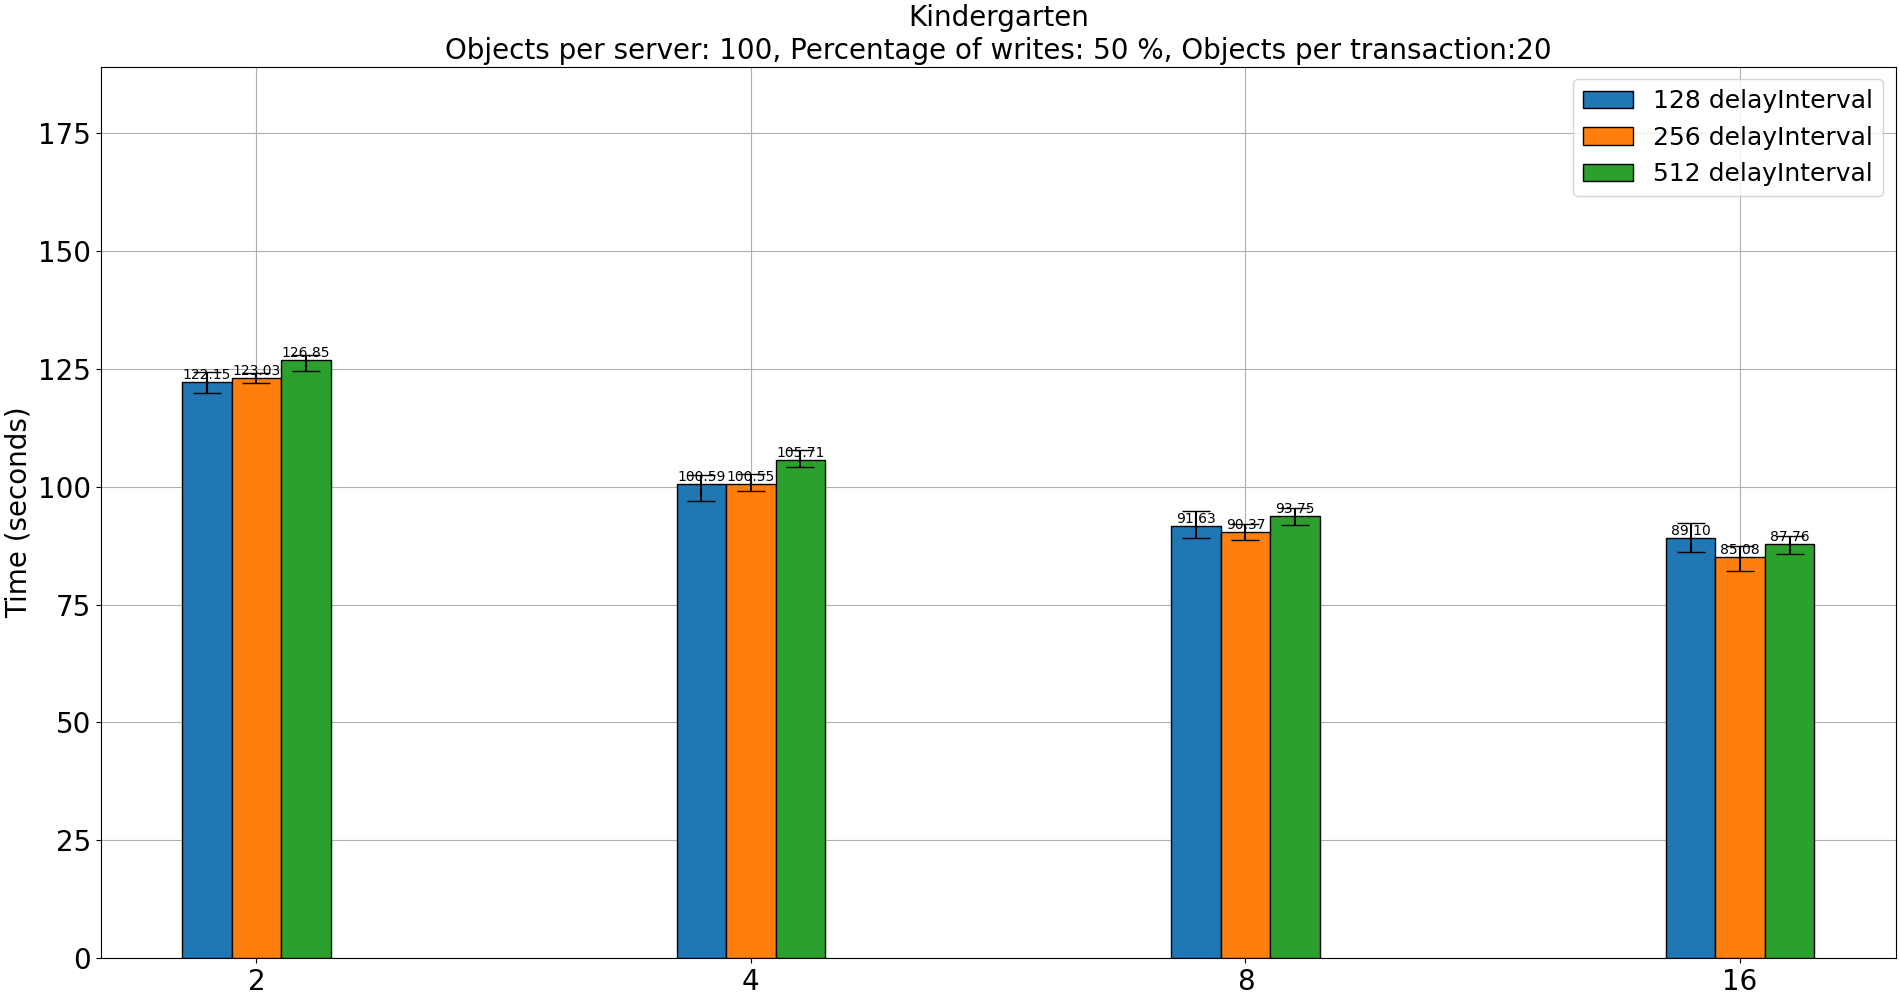 Kindergarten
Objects per server: 100, Percentage of writes: 50 %, Objects per transaction:20
128 delayInterval
256 delayInterval
512 delayInterval
Time (seconds)
175
150
125
100
75
50
25
0
122.15 123.03 126.85
100.59 100.55 105.71
91.63 90.37 93.75
89.10 85.08 87.76
2 4 8 16